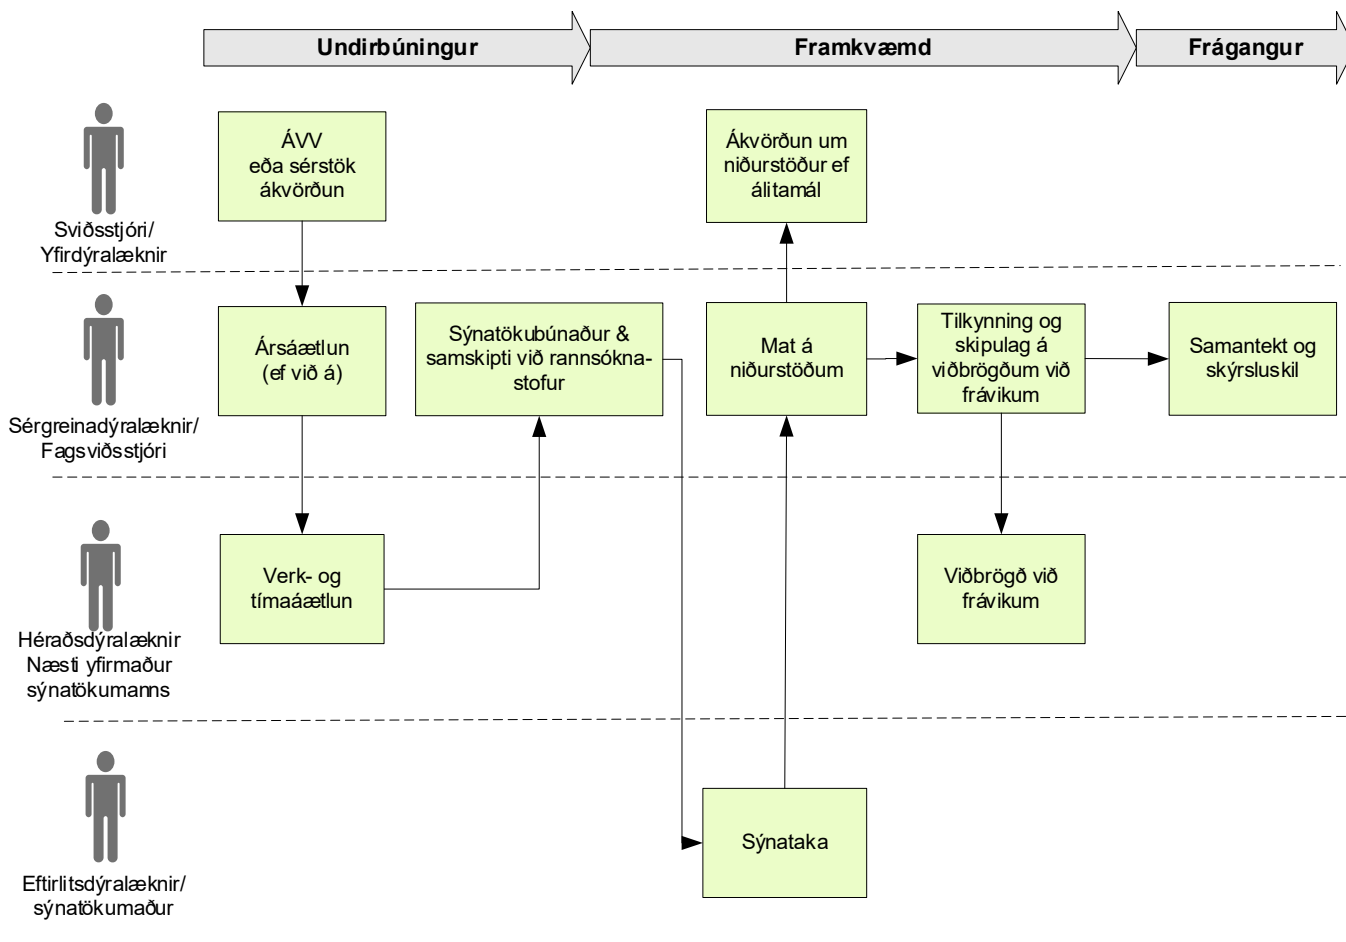 Undirbúningur
Framkvæmd
Frágangur
Sviðsstjóri/
Yfirdýralæknir
ÁVV
eða sérstök
ákvörðun
Ákvörðun um
niðurstöður ef
álitamál
Sérgreinadýralæknir/
Fagsviðsstjóri
Ársáætlun
(ef við á)
Sýnatökubúnaður &
samskipti við rannsókna-
stofur
Mat á
niðurstöðum
Tilkynning og
skipulag á
viðbrögðum við
frávikum
Samantekt og
skýrsluskil
Héraðsdýralæknir
Næsti yfirmaður
sýnatökumanns
Verk- og
tímaáætlun
Viðbrögð við
frávikum
Eftirlitsdýralæknir/
sýnatökumaður
Sýnataka